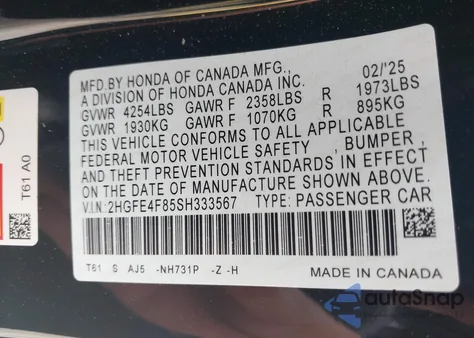 MFD.BY HONDA OF CANADA MFG., 02/'25
A DIVISION OF HONDA CANADA INC.
GVWR 4254LBS GAWR F 2358LBS R 1973LBS
GVWR 1930KG GAWR F 1070KG R 895KG
THIS VEHICLE CONFORMS TO ALL APPLICABLE
FEDERAL MOTOR VEHICLE SAFETY , BUMPER ,
AND THEFT PREVENTION STANDARDS IN EFFECT
ON THE DATE OF MANUFACTURE SHOWN ABOVE.
V.I.N: 2HGFE4F85SH333567 TYPE: PASSENGER CAR
T61 S AJ5 -NH731P -Z -H
MADE IN CANADA
T61 A0
autoSnap